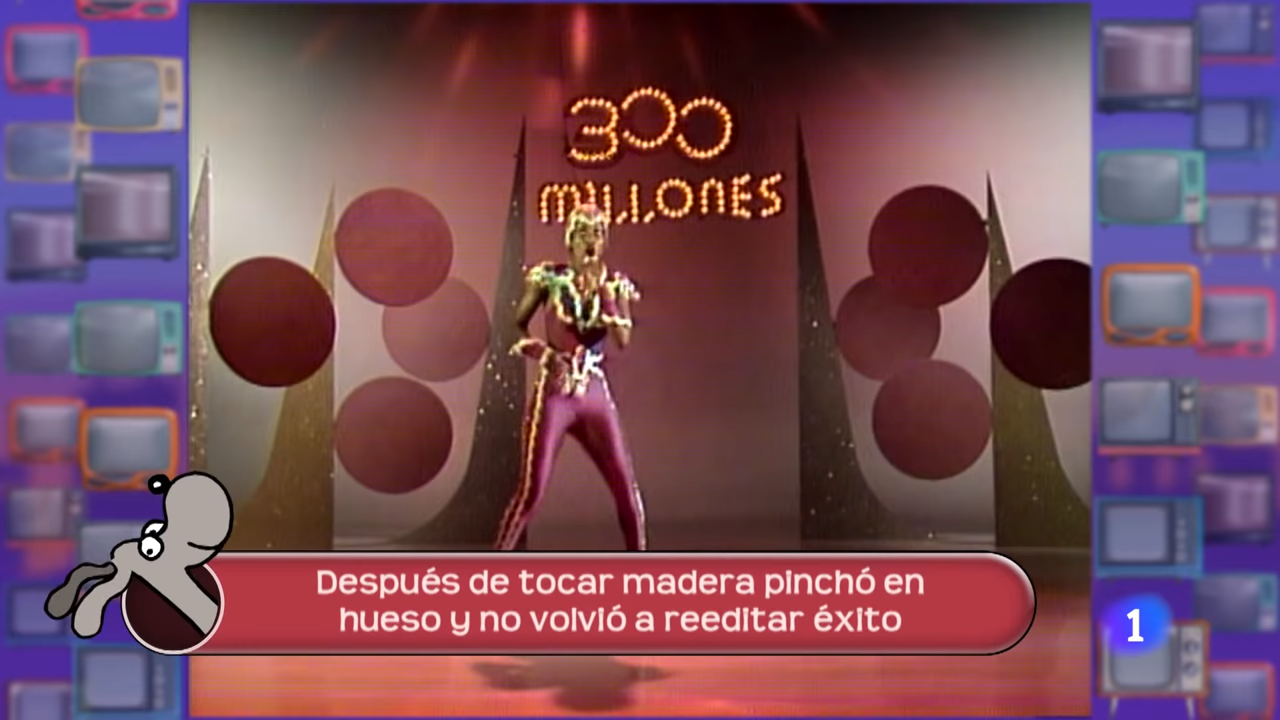 300
MILLONES
Después de tocar madera pinchó en
hueso y no volvió a reeditar éxito
1